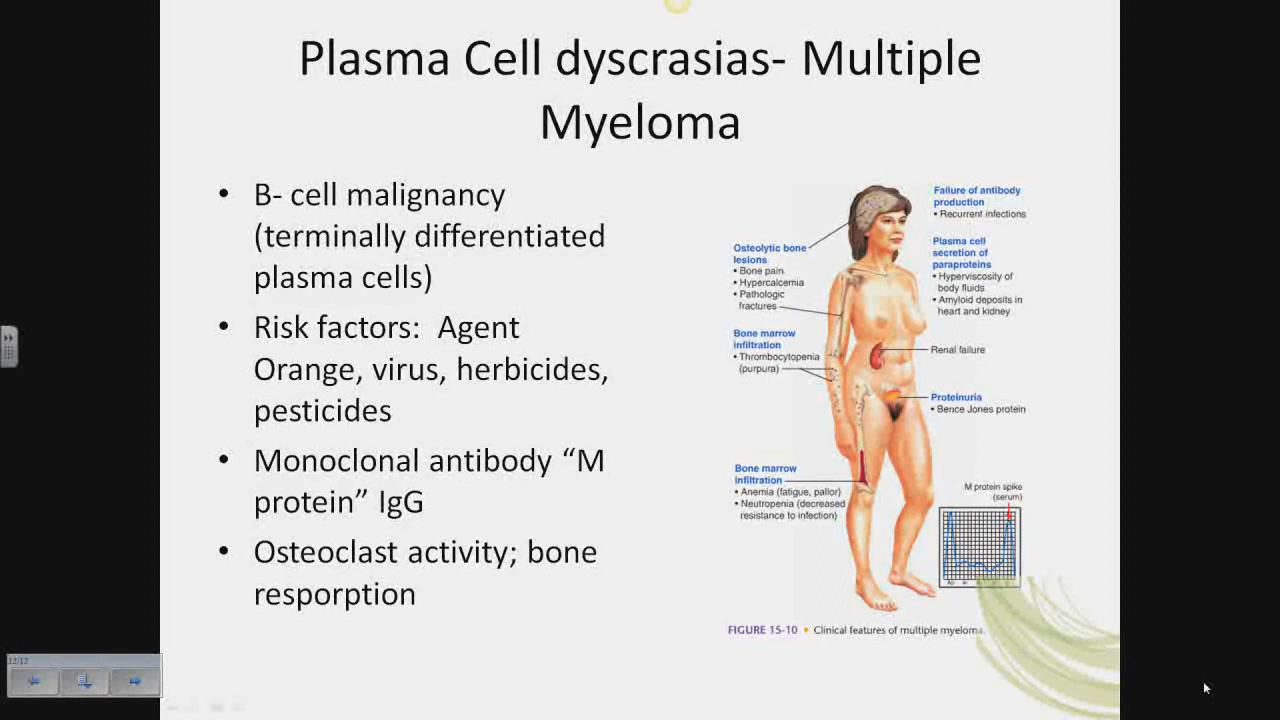 Plasma Cell dyscrasias- Multiple
Myeloma
• B- cell malignancy
(terminally differentiated
plasma cells)
• Risk factors: Agent
Orange, virus, herbicides,
pesticides
• Monoclonal antibody “M
protein” IgG
• Osteoclast activity; bone
resporption
Failure of antibody
production
• Recurrent infections
Plasma cell
secretion of
paraproteins
• Hyperviscosity of
body fluids
• Amyloid deposits in
heart and kidney
Osteolytic bone
lesions
• Bone pain
• Hypercalcemia
• Pathologic
fractures
Bone marrow
infiltration
• Thrombocytopenia
(purpura)
Renal failure
Proteinuria
• Bence Jones protein
Bone marrow
infiltration
• Anemia (fatigue, pallor)
• Neutropenia (decreased
resistance to infection)
M protein spike
(serum)
FIGURE 15-10 • Clinical features of multiple myeloma.
12/12